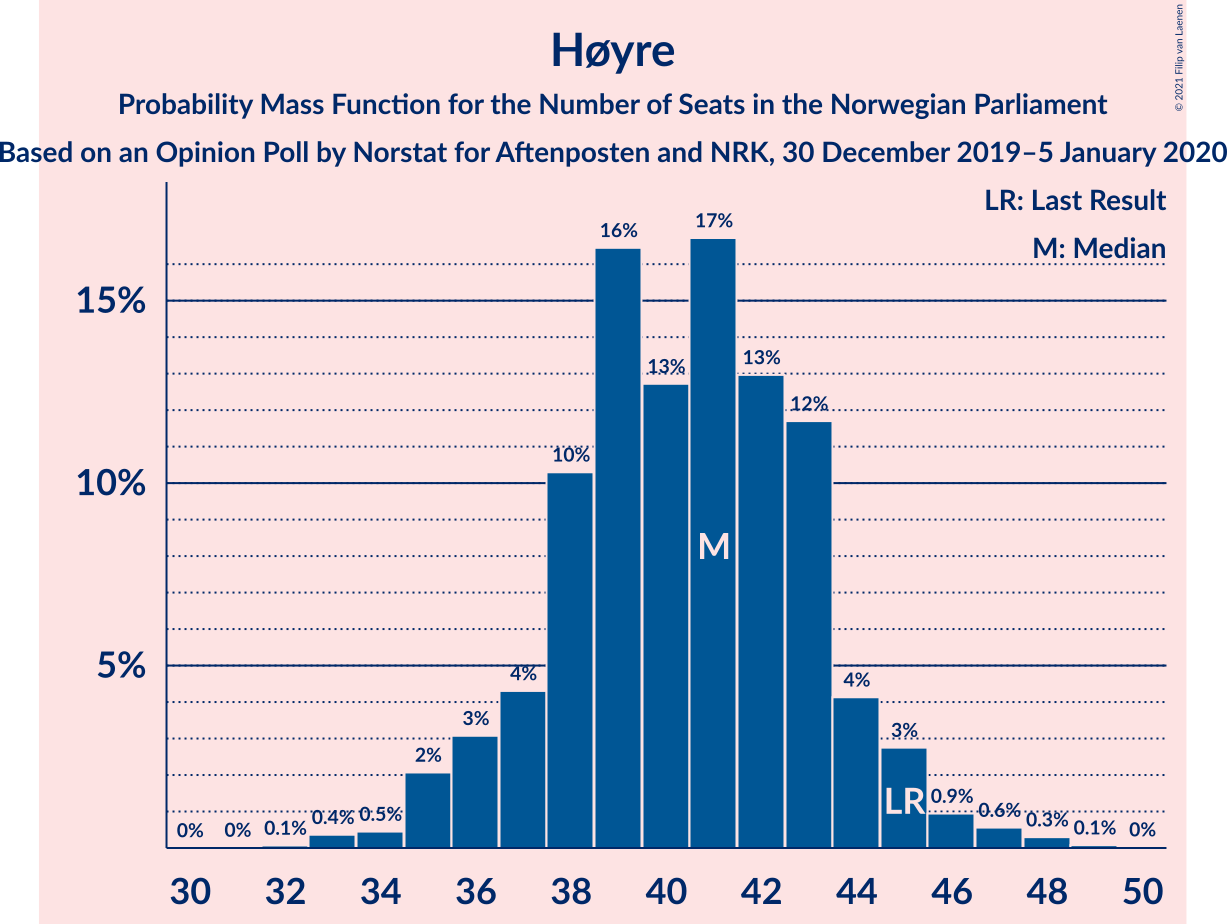 Høyre
Probability Mass Function for the Number of Seats in the Norwegian Parliament
Based on an Opinion Poll by Norstat for Aftenposten and NRK, 30 December 2019–5 January 2020
© 2021 Filip van Laenen
LR: Last Result
M: Median
15%
10%
5%
0%
0%
0.1%
0.4%
0.5%
2%
3%
4%
10%
16%
13%
17%
13%
12%
4%
3%
0.9%
0.6%
0.3%
0.1%
0%
M
LR
30 32 34 36 38 40 42 44 46 48 50